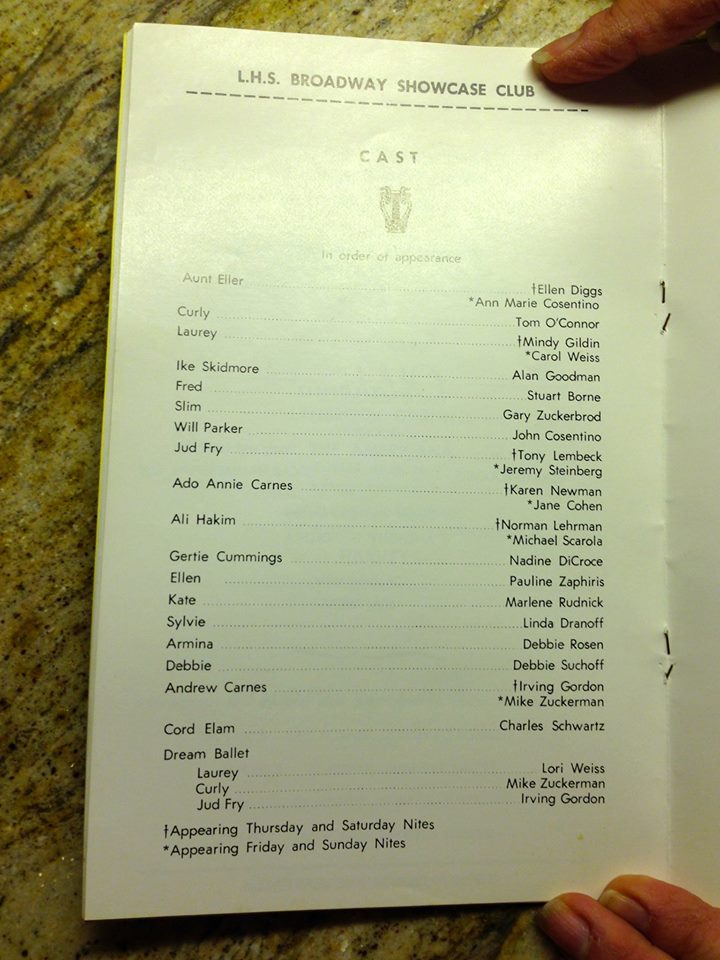 L.H.S. BROADWAY SHOWCASE CLUB
CAST
In order of appearance
Aunt Eller †Ellen Diggs
*Ann Marie Cosentino
Curly Tom O'Connor
Laurey †Mindy Gildin
*Carol Weiss
Ike Skidmore Alan Goodman
Fred Stuart Borne
Slim Gary Zuckerbrod
Will Parker John Cosentino
Jud Fry †Tony Lembeck
*Jeremy Steinberg
Ado Annie Carnes †Karen Newman
*Jane Cohen
Ali Hakim †Norman Lehrman
*Michael Scarola
Gertie Cummings Nadine DiCroce
Ellen Pauline Zaphiris
Kate Marlene Rudnick
Sylvie Linda Dranoff
Armina Debbie Rosen
Debbie Debbie Suchoff
Andrew Carnes †Irving Gordon
*Mike Zuckerman
Cord Elam Charles Schwartz
Dream Ballet
Laurey Lori Weiss
Curly Mike Zuckerman
Jud Fry Irving Gordon
†Appearing Thursday and Saturday Nites
*Appearing Friday and Sunday Nites